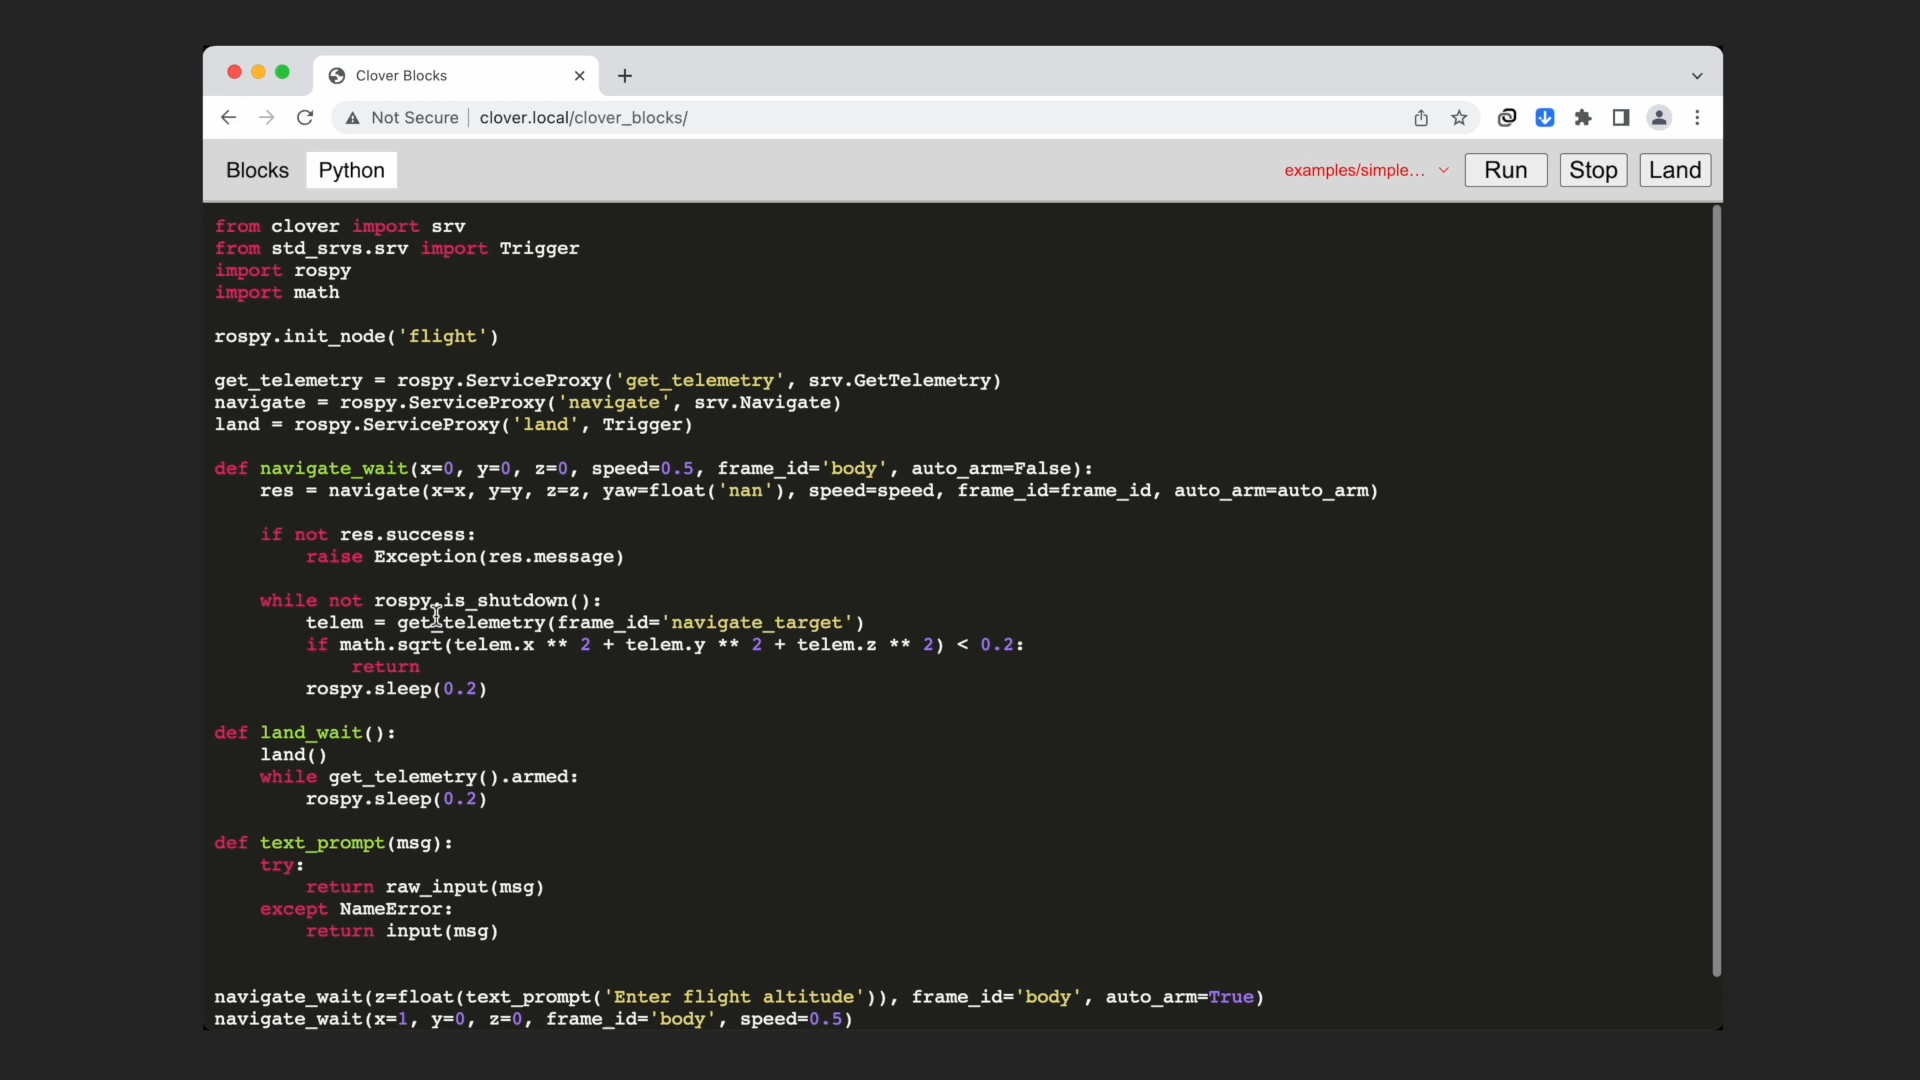 Clover Blocks
Not Secure clover.local/clover_blocks/
Blocks Python examples/simple... Run Stop Land
from clover import srv
from std_srvs.srv import Trigger
import rospy
import math
rospy.init_node('flight')
get_telemetry = rospy.ServiceProxy('get_telemetry', srv.GetTelemetry)
navigate = rospy.ServiceProxy('navigate', srv.Navigate)
land = rospy.ServiceProxy('land', Trigger)
def navigate_wait(x=0, y=0, z=0, speed=0.5, frame_id='body', auto_arm=False):
    res = navigate(x=x, y=y, z=z, yaw=float('nan'), speed=speed, frame_id=frame_id, auto_arm=auto_arm)
    if not res.success:
        raise Exception(res.message)
    while not rospy.is_shutdown():
        telem = get_telemetry(frame_id='navigate_target')
        if math.sqrt(telem.x ** 2 + telem.y ** 2 + telem.z ** 2) < 0.2:
            return
        rospy.sleep(0.2)
def land_wait():
    land()
    while get_telemetry().armed:
        rospy.sleep(0.2)
def text_prompt(msg):
    try:
        return raw_input(msg)
    except NameError:
        return input(msg)
navigate_wait(z=float(text_prompt('Enter flight altitude')), frame_id='body', auto_arm=True)
navigate_wait(x=1, y=0, z=0, frame_id='body', speed=0.5)